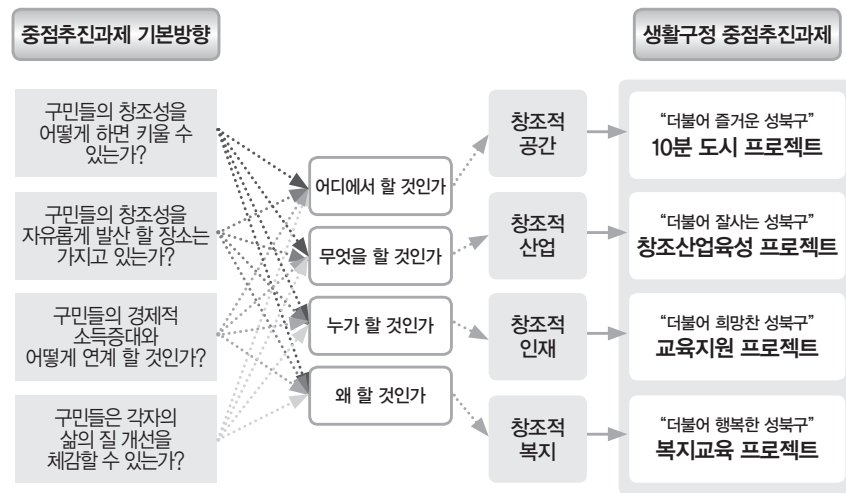 중점추진과제 기본방향
생활구정 중점추진과제
구민들의 창조성을
어떻게 하면 키울 수
있는가?
구민들의 창조성을
자유롭게 발산 할 장소는
가지고 있는가?
구민들의 경제적
소득증대와
어떻게 연계 할 것인가?
구민들은 각자의
삶의 질 개선을
체감할 수 있는가?
어디에서 할 것인가
무엇을 할 것인가
누가 할 것인가
왜 할 것인가
창조적
공간
창조적
산업
창조적
인재
창조적
복지
“더불어 즐거운 성북구”
10분 도시 프로젝트
“더불어 잘사는 성북구”
창조산업육성 프로젝트
“더불어 희망찬 성북구”
교육지원 프로젝트
“더불어 행복한 성북구”
복지교육 프로젝트